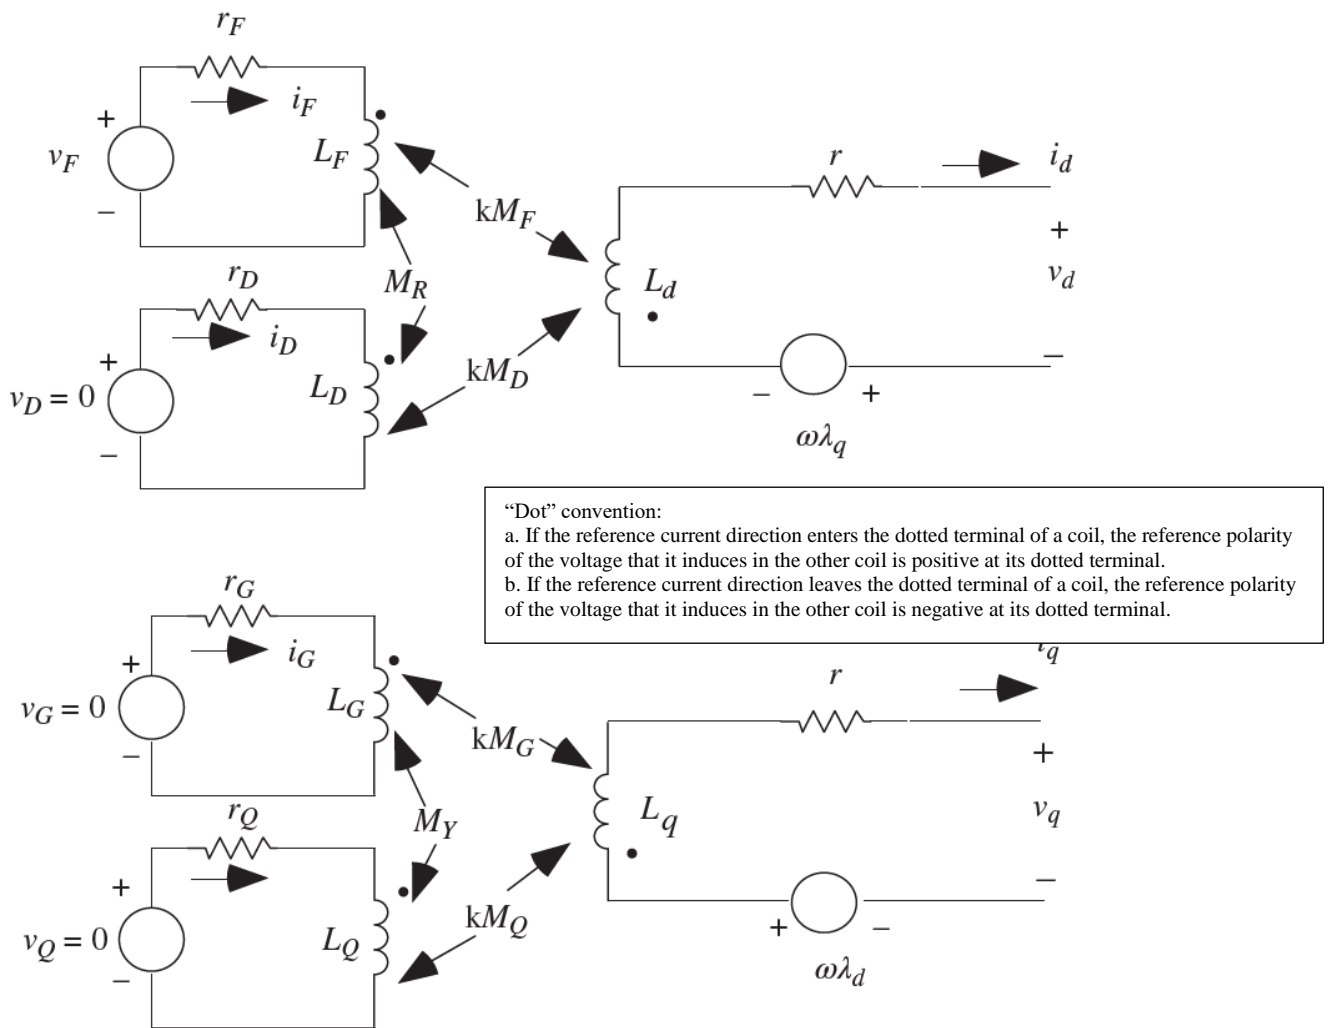 r_F
i_F
+
v_F
L_F
−
kM_F
r
i_d
+
v_d
−
L_d
r_D
M_R
i_D
+
v_D = 0
L_D
−
kM_D
− +
ωλ_q
“Dot” convention:
a. If the reference current direction enters the dotted terminal of a coil, the reference polarity
of the voltage that it induces in the other coil is positive at its dotted terminal.
b. If the reference current direction leaves the dotted terminal of a coil, the reference polarity
of the voltage that it induces in the other coil is negative at its dotted terminal.
r_G
i_G
+
v_G = 0
L_G
−
kM_G
r
i_q
+
v_q
−
L_q
r_Q
M_Y
+
v_Q = 0
L_Q
−
kM_Q
+ −
ωλ_d